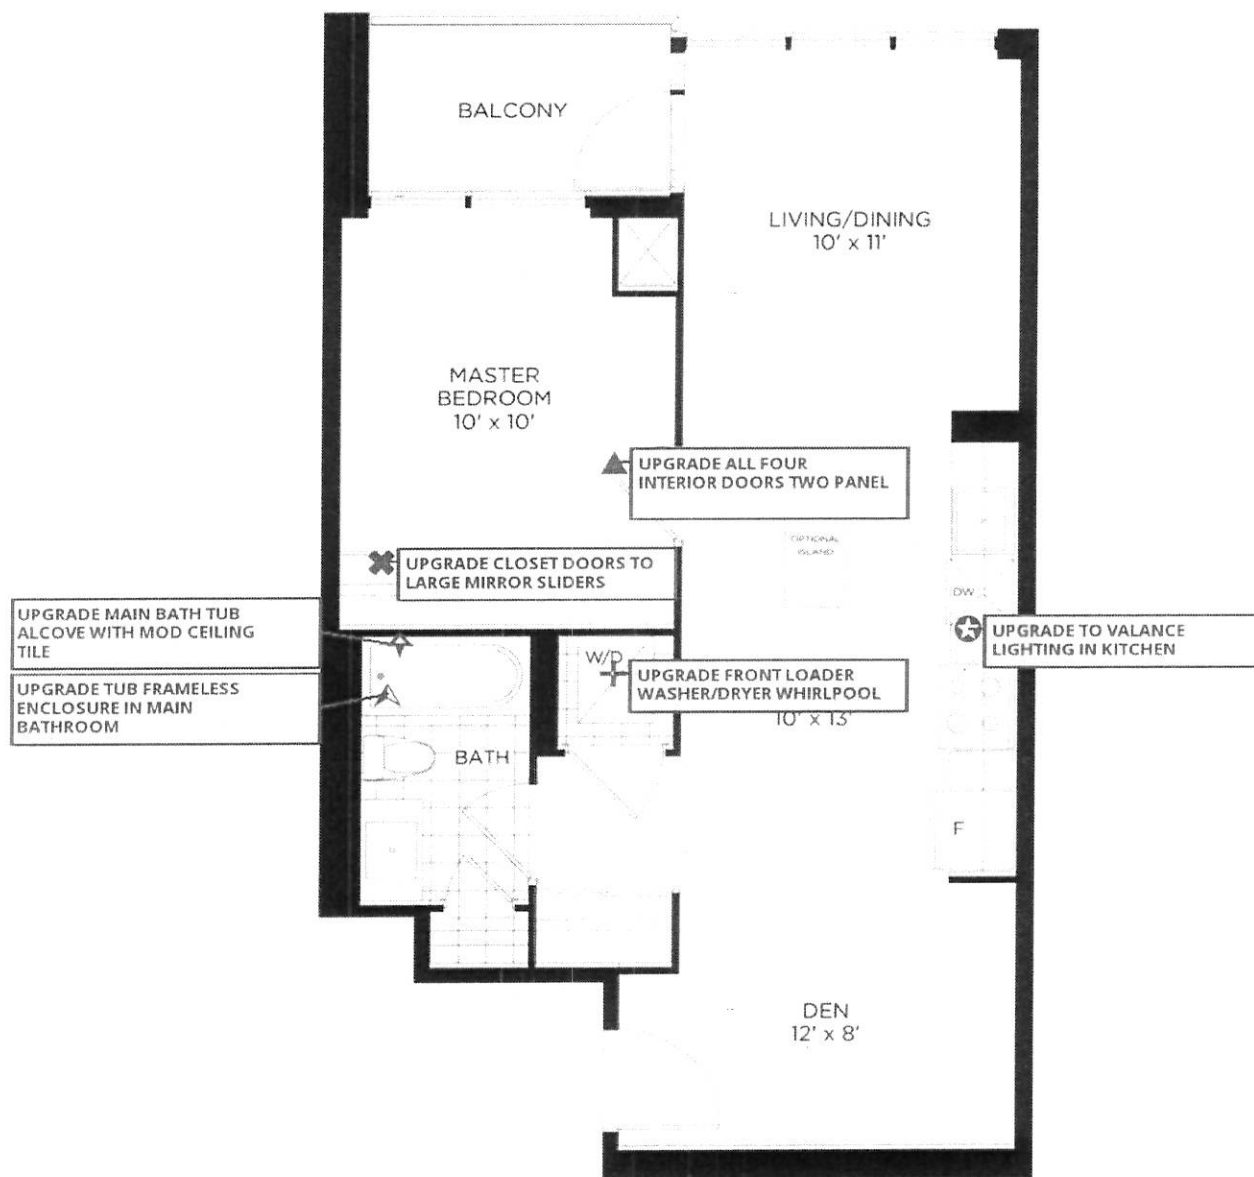 BALCONY
LIVING/DINING
10' x 11'
MASTER
BEDROOM
10' x 10'
UPGRADE ALL FOUR
INTERIOR DOORS TWO PANEL
OPTIONAL
ISLAND
UPGRADE CLOSET DOORS TO
LARGE MIRROR SLIDERS
DW
UPGRADE MAIN BATH TUB
ALCOVE WITH MOD CEILING
TILE
UPGRADE TO VALANCE
LIGHTING IN KITCHEN
W/D
UPGRADE FRONT LOADER
WASHER/DRYER WHIRLPOOL
UPGRADE TUB FRAMELESS
ENCLOSURE IN MAIN
BATHROOM
10' x 13'
BATH
F
DEN
12' x 8'